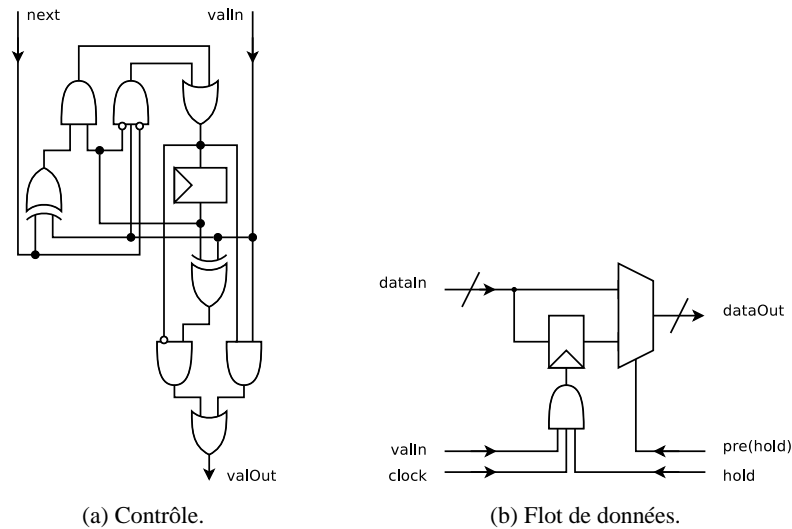 next
valIn
valOut
(a) Contrôle.
dataIn
dataOut
valIn
pre(hold)
clock
hold
(b) Flot de données.